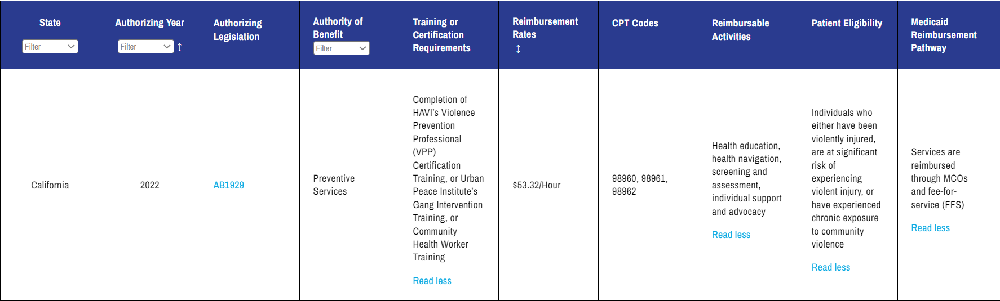 State
Filter
Authorizing Year
Filter
Authorizing
Legislation
Authority of
Benefit
Filter
Training or
Certification
Requirements
Reimbursement
Rates
CPT Codes
Reimbursable
Activities
Patient Eligibility
Medicaid
Reimbursement
Pathway
California
2022
AB1929
Preventive
Services
Completion of
HAVI's Violence
Prevention
Professional
(VPP)
Certification
Training, or Urban
Peace Institute's
Gang Intervention
Training, or
Community
Health Worker
Training
Read less
$53.32/Hour
98960, 98961,
98962
Health education,
health navigation,
screening and
assessment,
individual support
and advocacy
Read less
Individuals who
either have been
violently injured,
are at significant
risk of
experiencing
violent injury, or
have experienced
chronic exposure
to community
violence
Read less
Services are
reimbursed
through MCOs
and fee-for-
service (FFS)
Read less